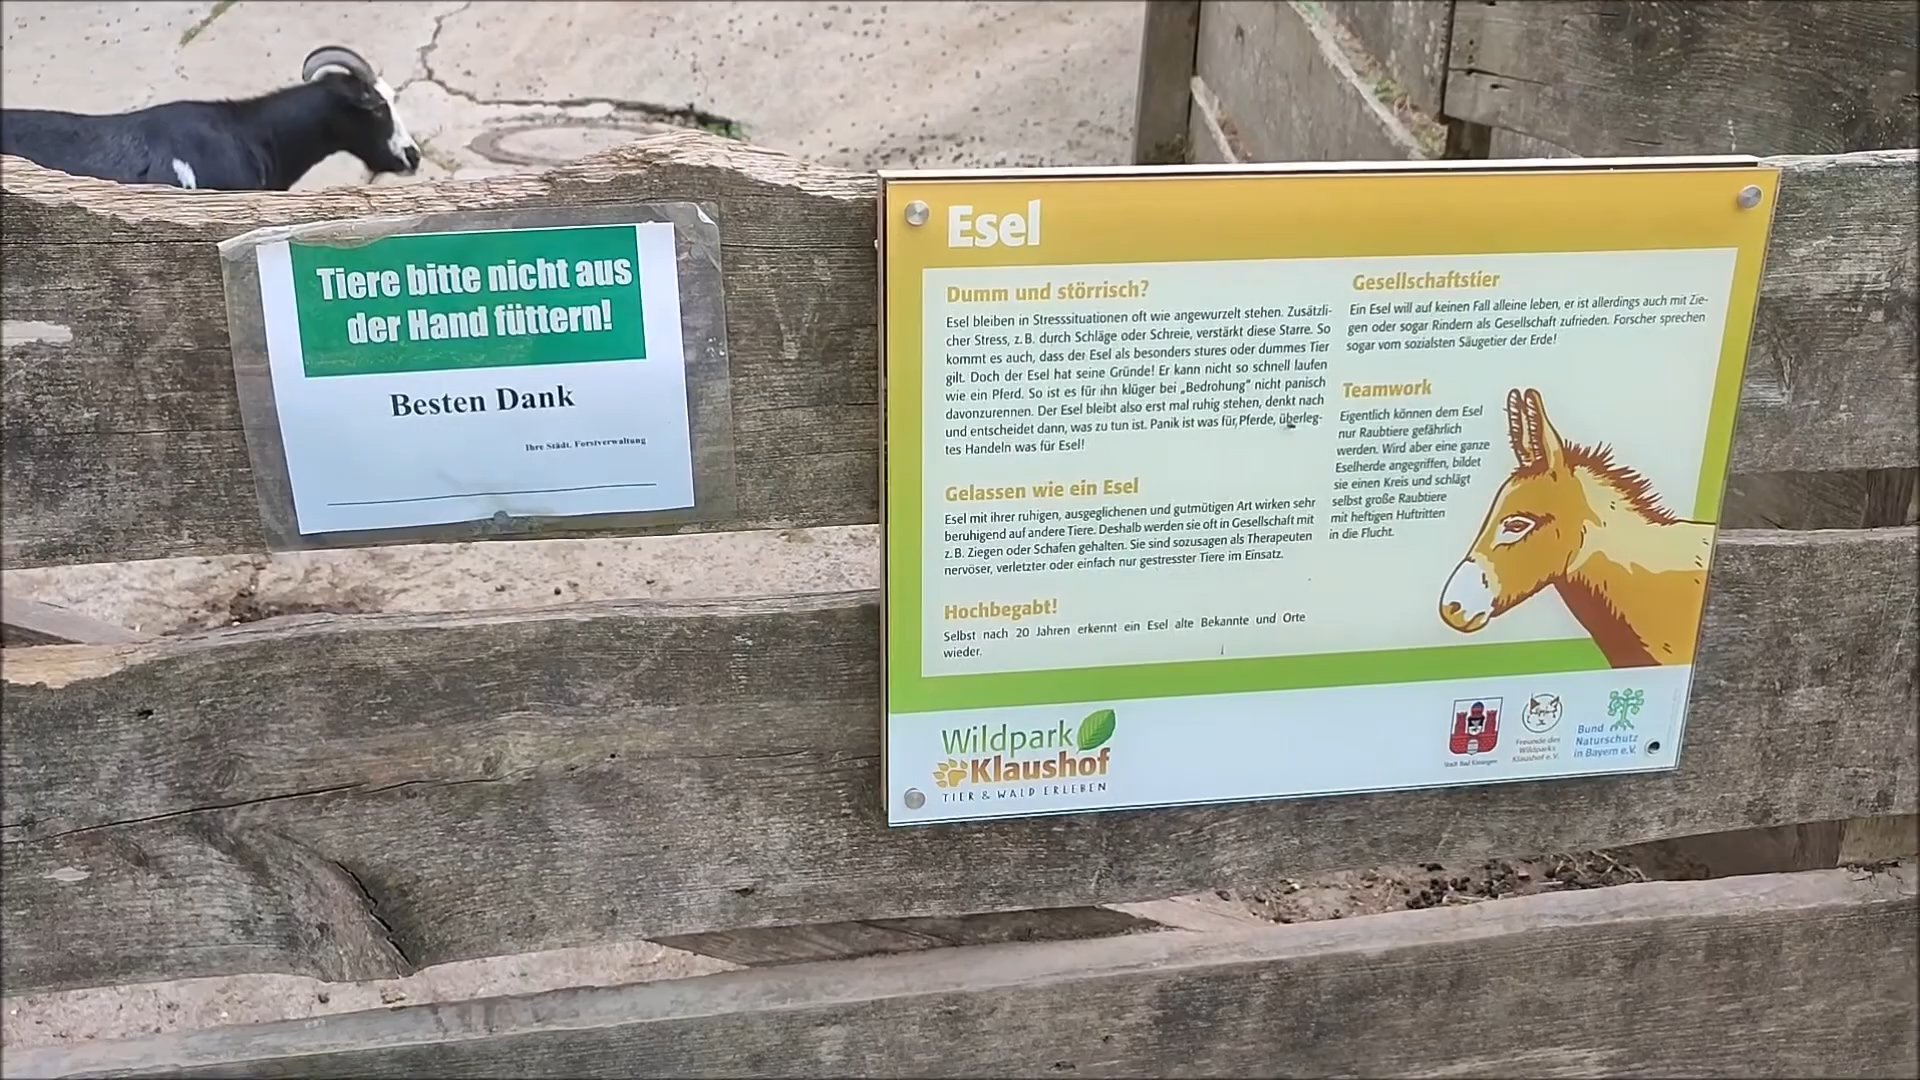 Tiere bitte nicht aus
der Hand füttern!
Besten Dank
Ihre Städt. Forstverwaltung
Esel
Dumm und störrisch?
Esel bleiben in Stresssituationen oft wie angewurzelt stehen. Zusätzli-
cher Stress, z.B. durch Schläge oder Schreie, verstärkt diese Starre. So
kommt es auch, dass der Esel als besonders stures oder dummes Tier
gilt. Doch der Esel hat seine Gründe! Er kann nicht so schnell laufen
wie ein Pferd. So ist es für ihn klüger bei „Bedrohung" nicht panisch
davonzurennen. Der Esel bleibt also erst mal ruhig stehen, denkt nach
und entscheidet dann, was zu tun ist. Panik ist was für Pferde, überleg-
tes Handeln was für Esel!
Gelassen wie ein Esel
Esel mit ihrer ruhigen, ausgeglichenen und gutmütigen Art wirken sehr
beruhigend auf andere Tiere. Deshalb werden sie oft in Gesellschaft mit
z.B. Ziegen oder Schafen gehalten. Sie sind sozusagen als Therapeuten
nervöser, verletzter oder einfach nur gestresster Tiere im Einsatz.
Hochbegabt!
Selbst nach 20 Jahren erkennt ein Esel alte Bekannte und Orte
wieder.
Gesellschaftstier
Ein Esel will auf keinen Fall alleine leben, er ist allerdings auch mit Zie-
gen oder sogar Rindern als Gesellschaft zufrieden. Forscher sprechen
sogar vom sozialsten Säugetier der Erde!
Teamwork
Eigentlich können dem Esel
nur Raubtiere gefährlich
werden. Wird aber eine ganze
Eselherde angegriffen, bildet
sie einen Kreis und schlägt
selbst große Raubtiere
mit heftigen Huftritten
in die Flucht.
Wildpark
Klaushof
TIER & WALD ERLEBEN
Stadt Bad Kissingen
Freunde des
Wildparks
Klaushof e.V.
Bund
Naturschutz
in Bayern e.V.